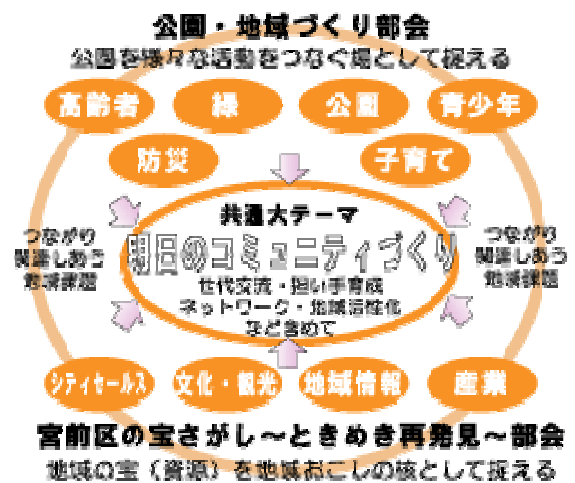 公園・地域づくり部会
公園を様々な活動をつなぐ場として捉える
高齢者 緑 公園 青少年
防災 子育て
共通大テーマ
明日のコミュニティづくり
世代交流・担い手育成
ネットワーク・地域活性化
など含めて
つながり
関連しあう
地域課題
つながり
関連しあう
地域課題
シティセールス 文化・観光 地域情報 産業
宮前区の宝さがし～ときめき再発見～部会
地域の宝（資源）を地域おこしの核として捉える